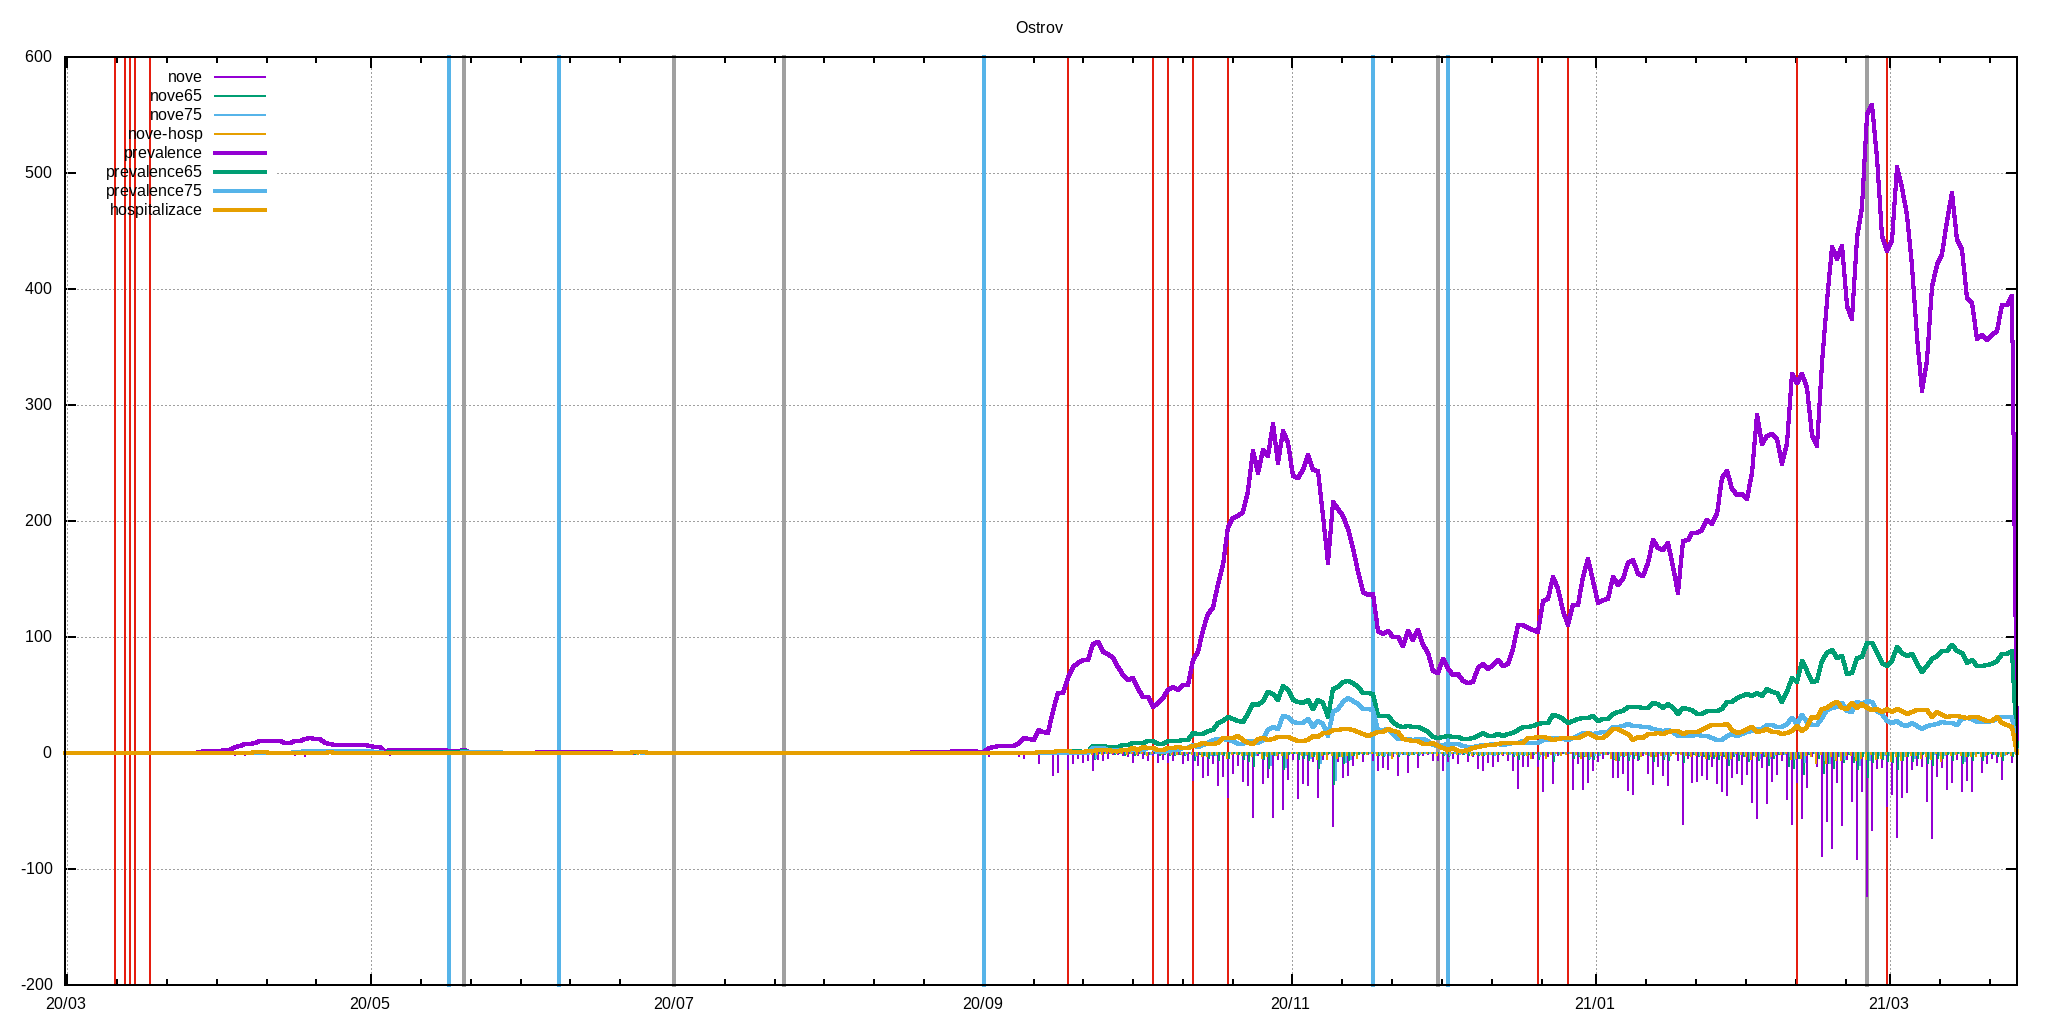 Ostrov
600
500
400
300
200
100
0
-100
-200
nove
nove65
nove75
nove-hosp
prevalence
prevalence65
prevalence75
hospitalizace
20/03 20/05 20/07 20/09 20/11 21/01 21/03